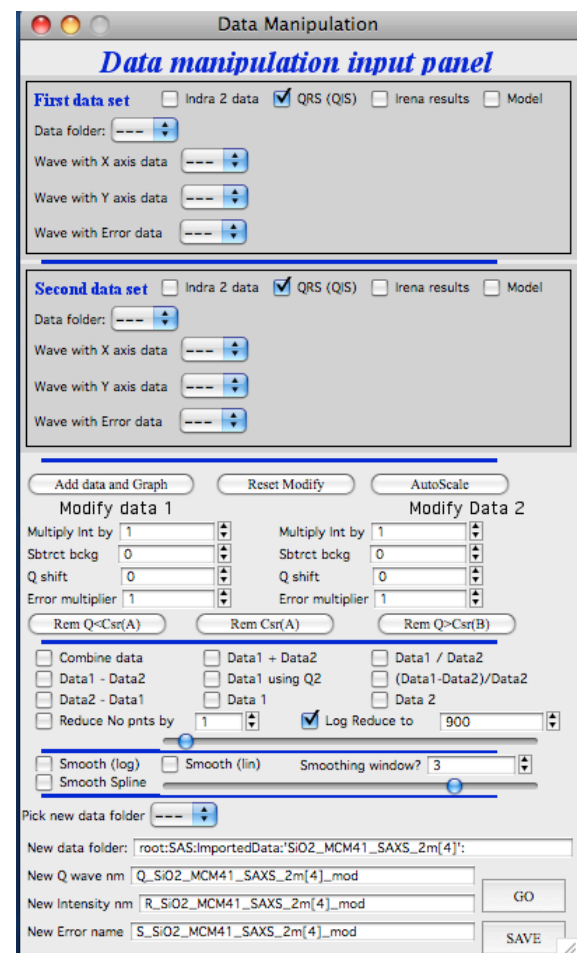 Data Manipulation
Data manipulation input panel
First data set Indra 2 data QRS (QIS) Irena results Model
Data folder: ---
Wave with X axis data ---
Wave with Y axis data ---
Wave with Error data ---
Second data set Indra 2 data QRS (QIS) Irena results Model
Data folder: ---
Wave with X axis data ---
Wave with Y axis data ---
Wave with Error data ---
Add data and Graph Reset Modify AutoScale
Modify data 1 Modify Data 2
Multiply Int by 1 Multiply Int by 1
Sbtrct bckg 0 Sbtrct bckg 0
Q shift 0 Q shift 0
Error multiplier 1 Error multiplier 1
Rem Q<Csr(A) Rem Csr(A) Rem Q>Csr(B)
Combine data Data1 + Data2 Data1 / Data2
Data1 - Data2 Data1 using Q2 (Data1-Data2)/Data2
Data2 - Data1 Data 1 Data 2
Reduce No pnts by 1 Log Reduce to 900
Smooth (log) Smooth (lin) Smoothing window? 3
Smooth Spline
Pick new data folder ---
New data folder: root:SAS:ImportedData:'SiO2_MCM41_SAXS_2m[4]':
New Q wave nm Q_SiO2_MCM41_SAXS_2m[4]_mod
New Intensity nm R_SiO2_MCM41_SAXS_2m[4]_mod GO
New Error name S_SiO2_MCM41_SAXS_2m[4]_mod SAVE